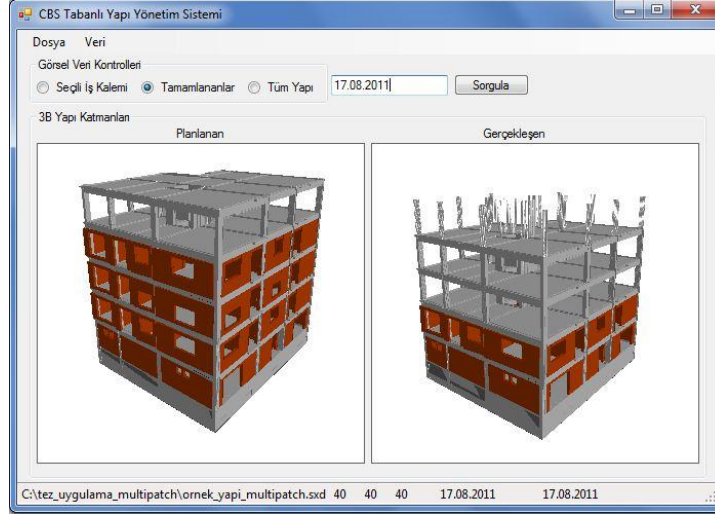 CBS Tabanlı Yapı Yönetim Sistemi
Dosya Veri
Görsel Veri Kontrolleri
Seçili İş Kalemi Tamamlananlar Tüm Yapı 17.08.2011 Sorgula
3B Yapı Katmanları
Planlanan Gerçekleşen
C:\tez_uygulama_multipatch\ornek_yapi_multipatch.sxd 40 40 40 17.08.2011 17.08.2011